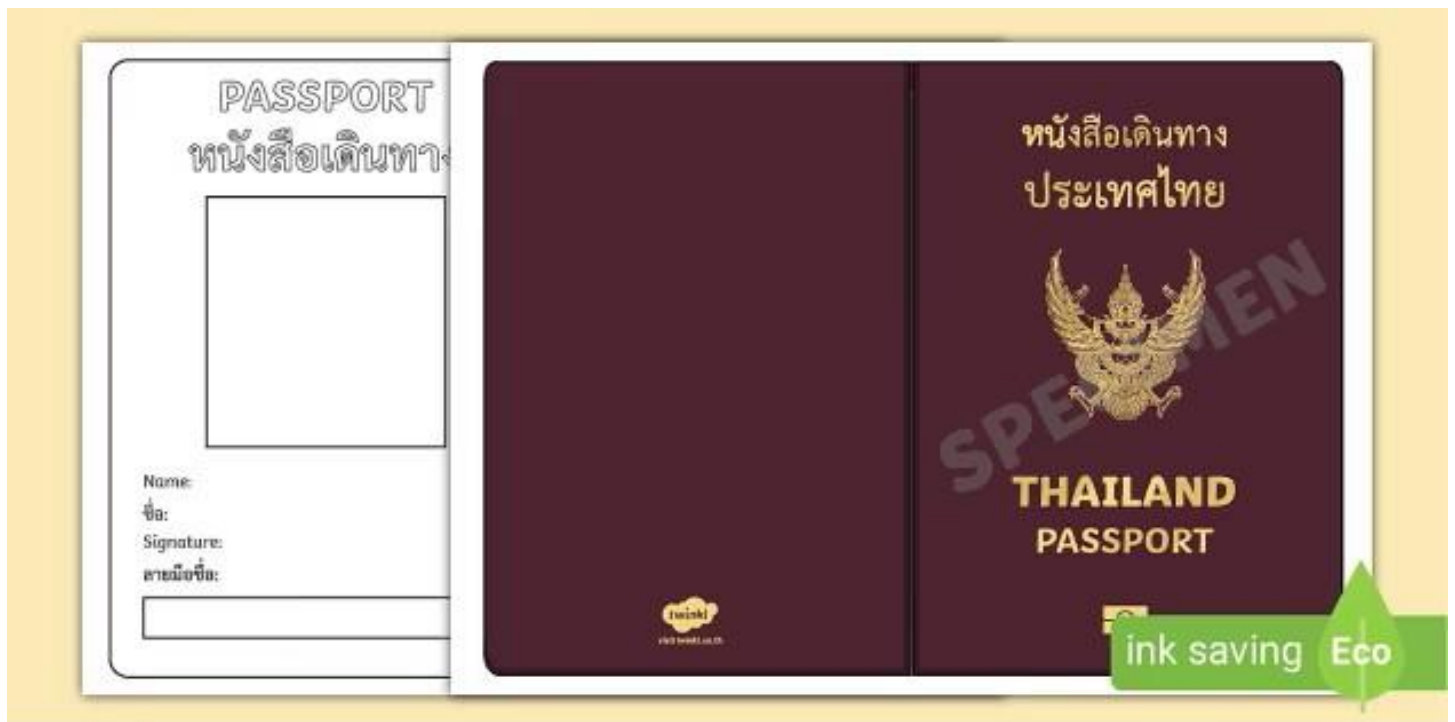 PASSPORT
หนังสือเดินทาง
Name:
ชื่อ:
Signature:
ลายมือชื่อ:
หนังสือเดินทาง
ประเทศไทย
SPECIMEN
THAILAND
PASSPORT
twinkl
ink saving Eco